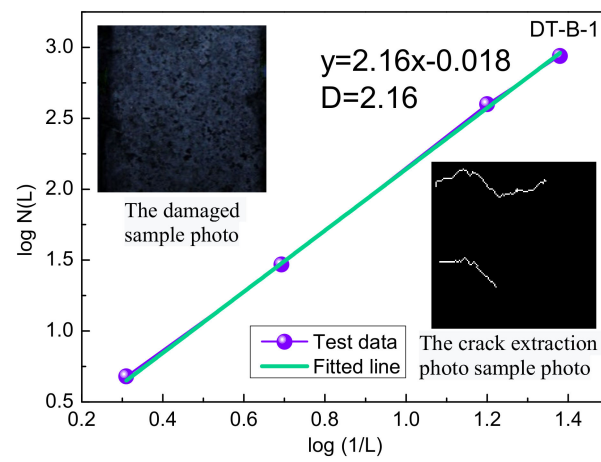 DT-B-1
3.0
y=2.16x-0.018
D=2.16
2.5
log N(L)
2.0
The damaged
sample photo
1.5
1.0
Test data
Fitted line
The crack extraction
photo sample photo
0.5
0.2 0.4 0.6 0.8 1.0 1.2 1.4
log (1/L)